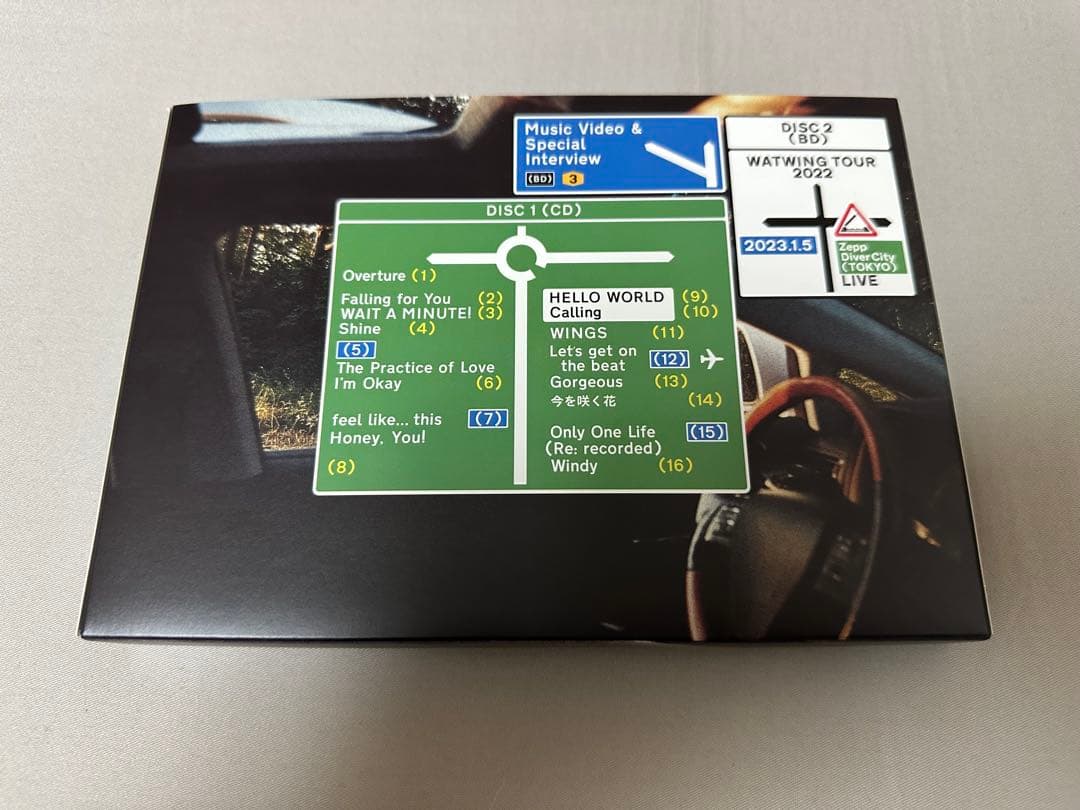 Music Video &
Special
Interview
(BD) 3
DISC 2
(BD)
WATWING TOUR
2022
2023.1.5
Zepp
DiverCity
(TOKYO)
LIVE
DISC 1 (CD)
Overture (1)
Falling for You (2)
WAIT A MINUTE! (3)
Shine (4)
(5)
The Practice of Love
I'm Okay (6)
feel like... this (7)
Honey, You!
(8)
HELLO WORLD (9)
Calling (10)
WINGS (11)
Let's get on
the beat (12)
Gorgeous (13)
今を咲く花 (14)
Only One Life (15)
(Re: recorded)
Windy (16)